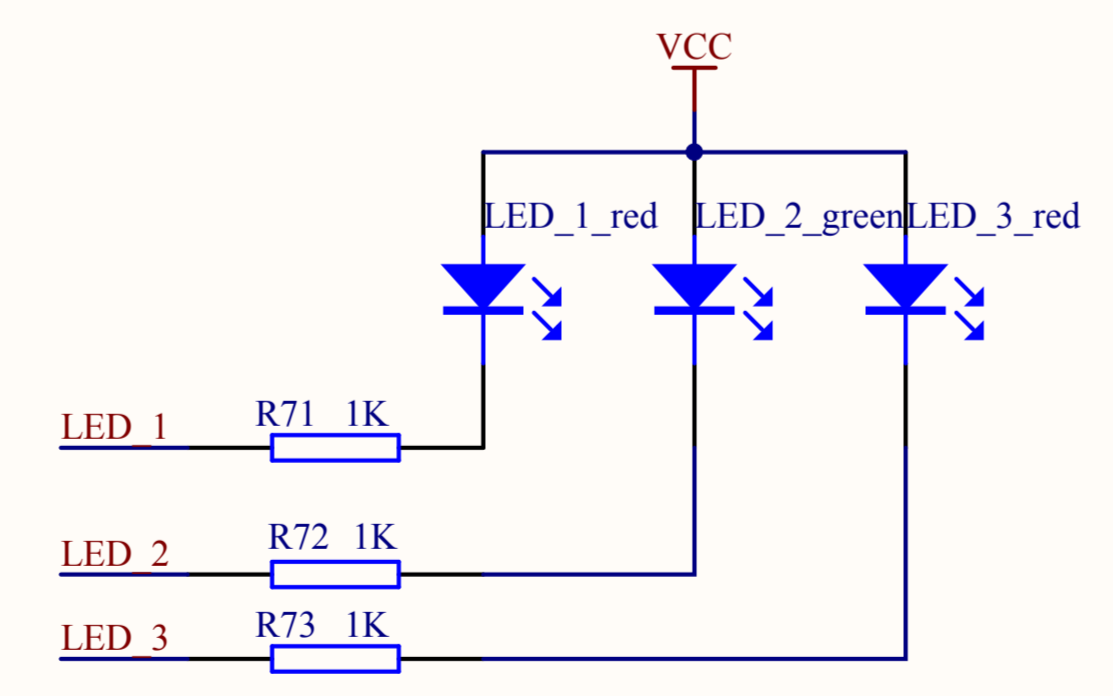 VCC
LED_1_red LED_2_green LED_3_red
LED_1 R71 1K
LED_2 R72 1K
LED_3 R73 1K